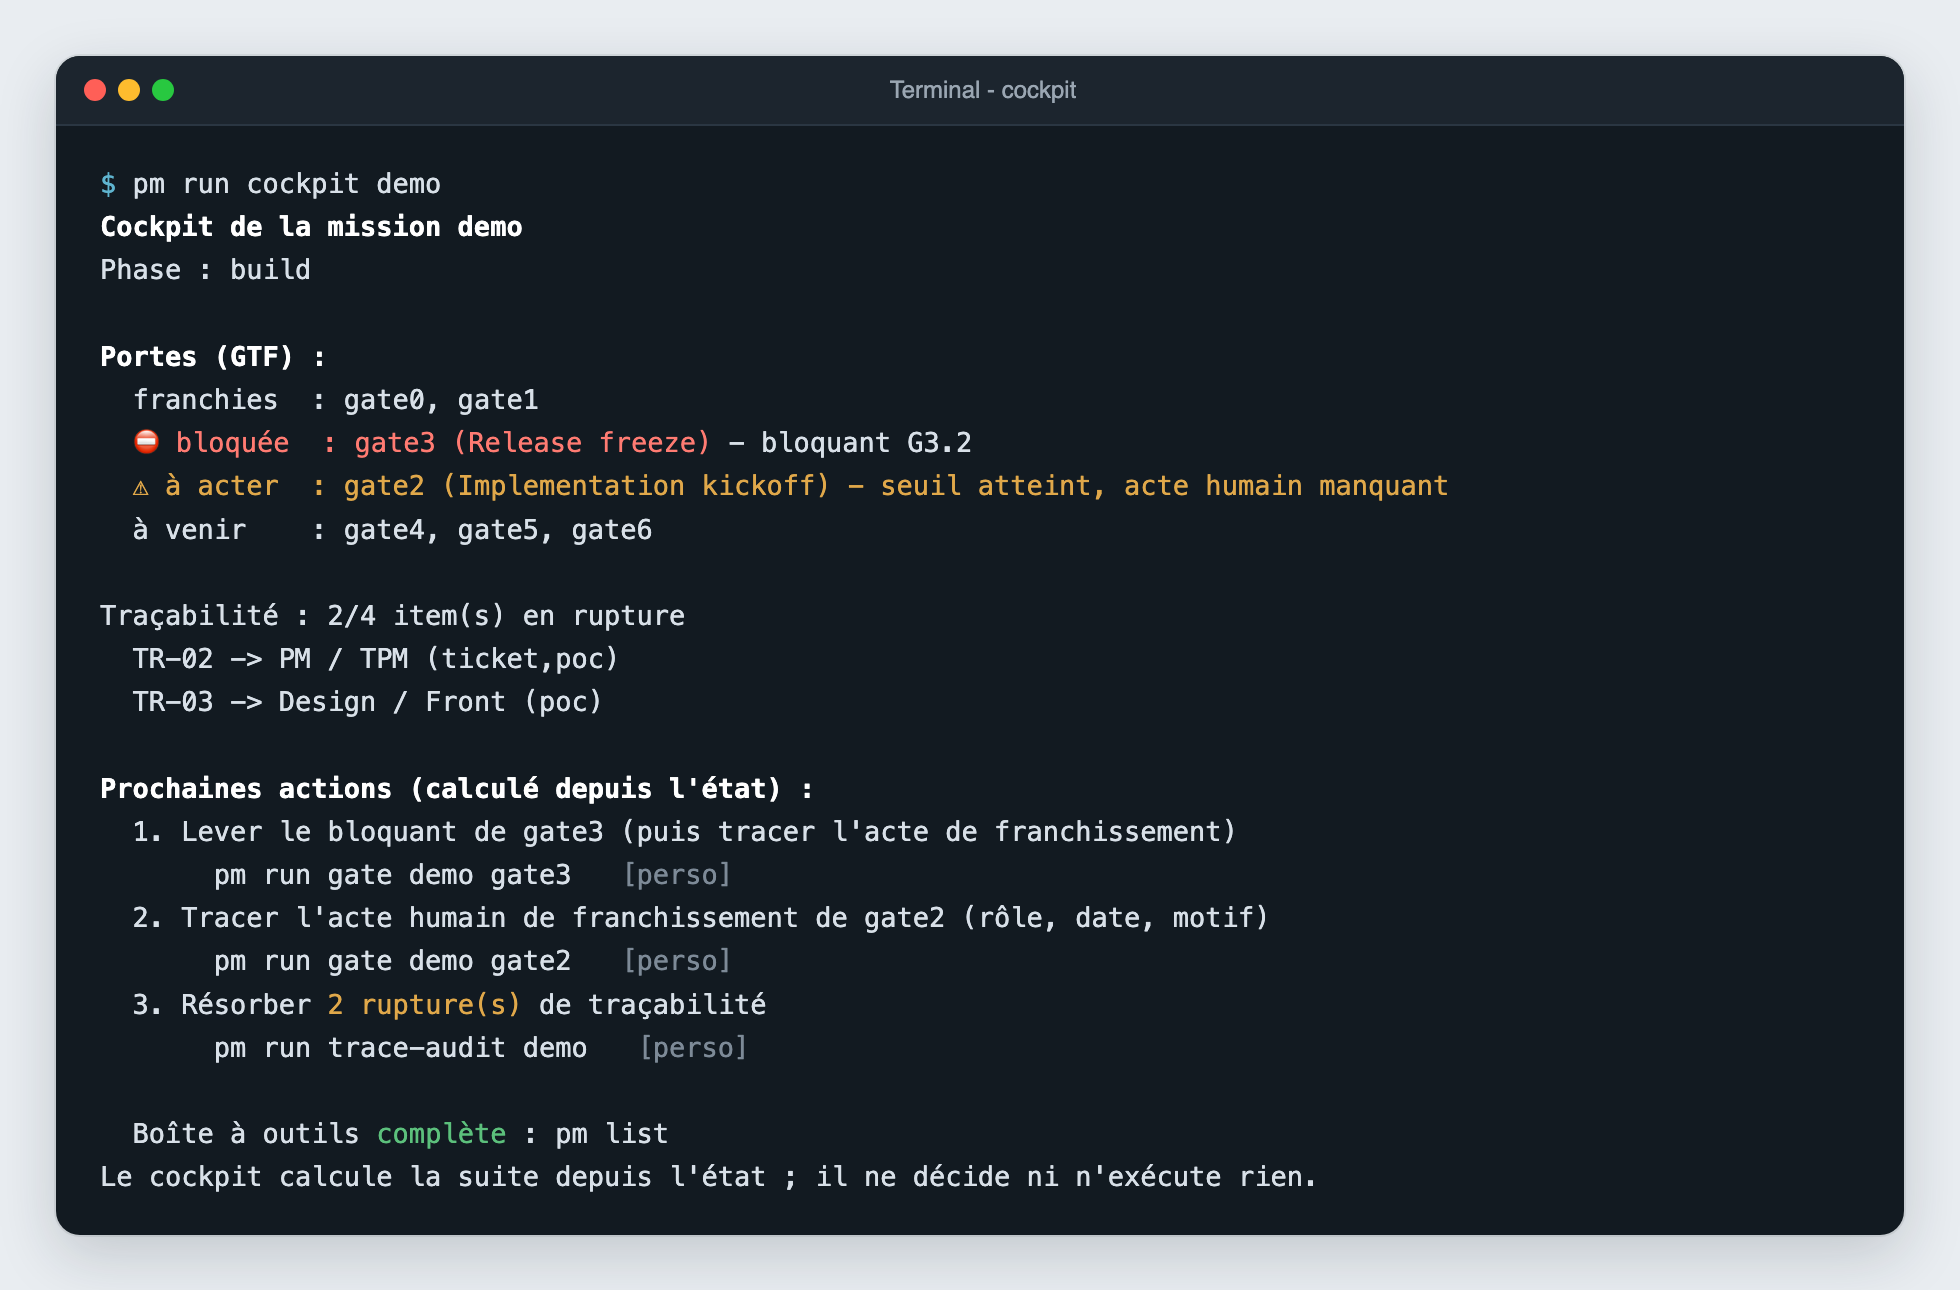 Terminal - cockpit
$ pm run cockpit demo
Cockpit de la mission demo
Phase : build
Portes (GTF) :
franchies  : gate0, gate1
⛔ bloquée  : gate3 (Release freeze) — bloquant G3.2
⚠ à acter  : gate2 (Implementation kickoff) — seuil atteint, acte humain manquant
à venir    : gate4, gate5, gate6
Traçabilité : 2/4 item(s) en rupture
TR-02 -> PM / TPM (ticket,poc)
TR-03 -> Design / Front (poc)
Prochaines actions (calculé depuis l'état) :
1. Lever le bloquant de gate3 (puis tracer l'acte de franchissement)
pm run gate demo gate3   [perso]
2. Tracer l'acte humain de franchissement de gate2 (rôle, date, motif)
pm run gate demo gate2   [perso]
3. Résorber 2 rupture(s) de traçabilité
pm run trace-audit demo   [perso]
Boîte à outils complète : pm list
Le cockpit calcule la suite depuis l'état ; il ne décide ni n'exécute rien.